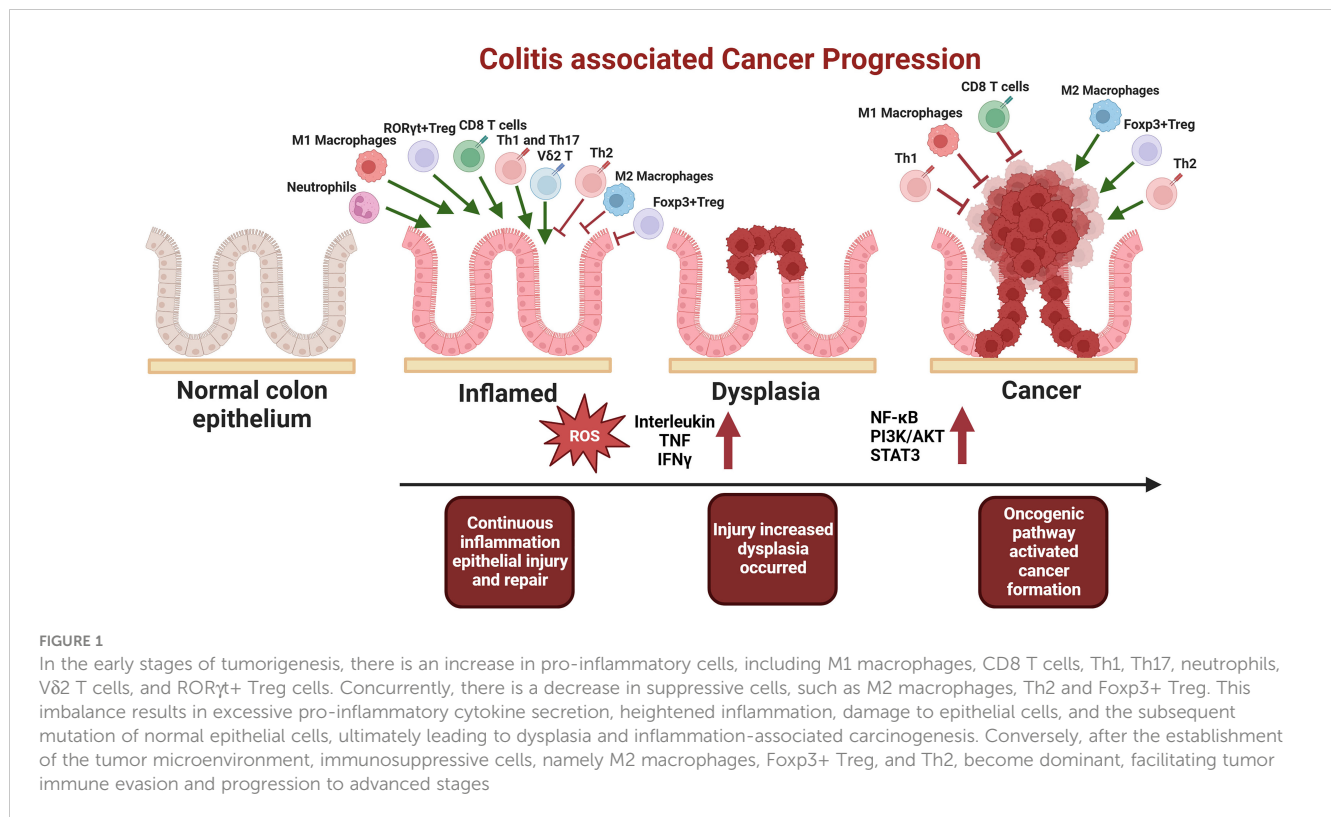 Colitis associated Cancer Progression
Neutrophils
M1 Macrophages
RORγt+Treg
CD8 T cells
Th1 and Th17
Vδ2 T
Th2
M2 Macrophages
Foxp3+Treg
Th1
M1 Macrophages
CD8 T cells
M2 Macrophages
Foxp3+Treg
Th2
Normal colon
epithelium
Inflamed
Dysplasia
Cancer
ROS
Interleukin
TNF
IFNγ
NF-κB
PI3K/AKT
STAT3
Continuous
inflammation
epithelial injury
and repair
Injury increased
dysplasia
occurred
Oncogenic
pathway
activated
cancer
formation
FIGURE 1
In the early stages of tumorigenesis, there is an increase in pro-inflammatory cells, including M1 macrophages, CD8 T cells, Th1, Th17, neutrophils,
Vδ2 T cells, and RORγt+ Treg cells. Concurrently, there is a decrease in suppressive cells, such as M2 macrophages, Th2 and Foxp3+ Treg. This
imbalance results in excessive pro-inflammatory cytokine secretion, heightened inflammation, damage to epithelial cells, and the subsequent
mutation of normal epithelial cells, ultimately leading to dysplasia and inflammation-associated carcinogenesis. Conversely, after the establishment
of the tumor microenvironment, immunosuppressive cells, namely M2 macrophages, Foxp3+ Treg, and Th2, become dominant, facilitating tumor
immune evasion and progression to advanced stages